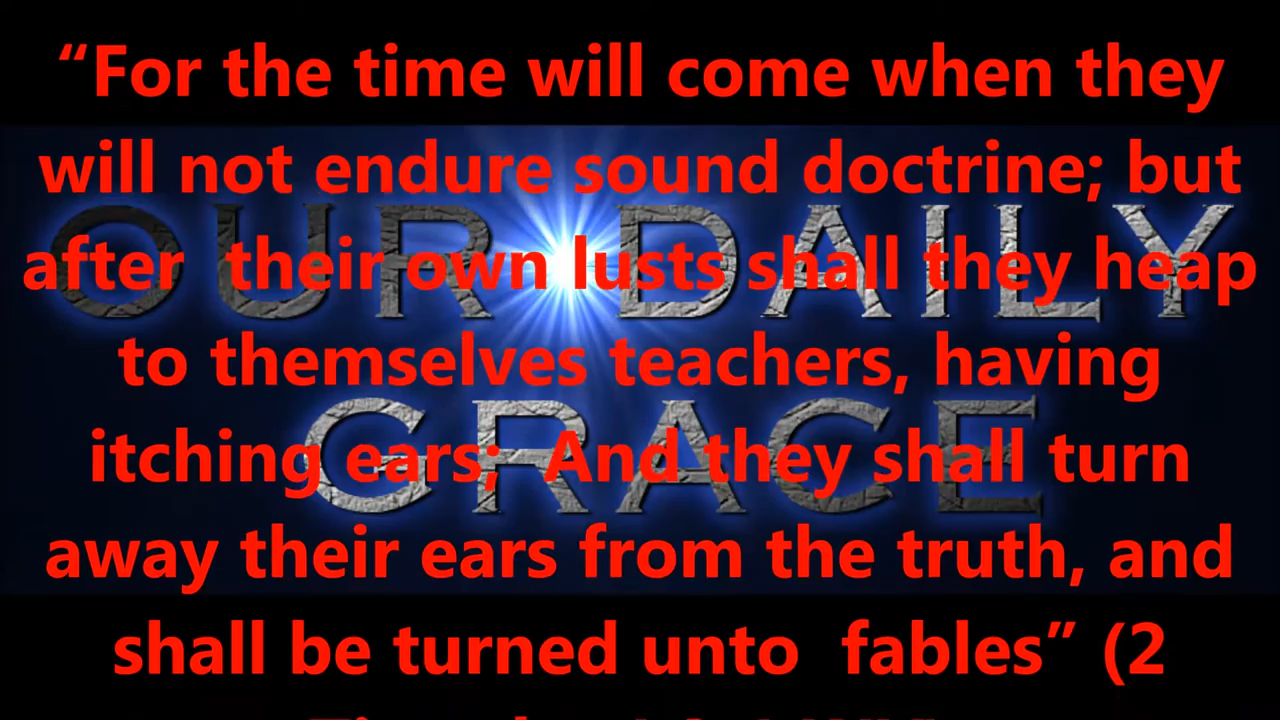 “For the time will come when they
will not endure sound doctrine; but
OUR DAILY
after their own lusts shall they heap
to themselves teachers, having
GRACE
itching ears; And they shall turn
away their ears from the truth, and
shall be turned unto fables” (2